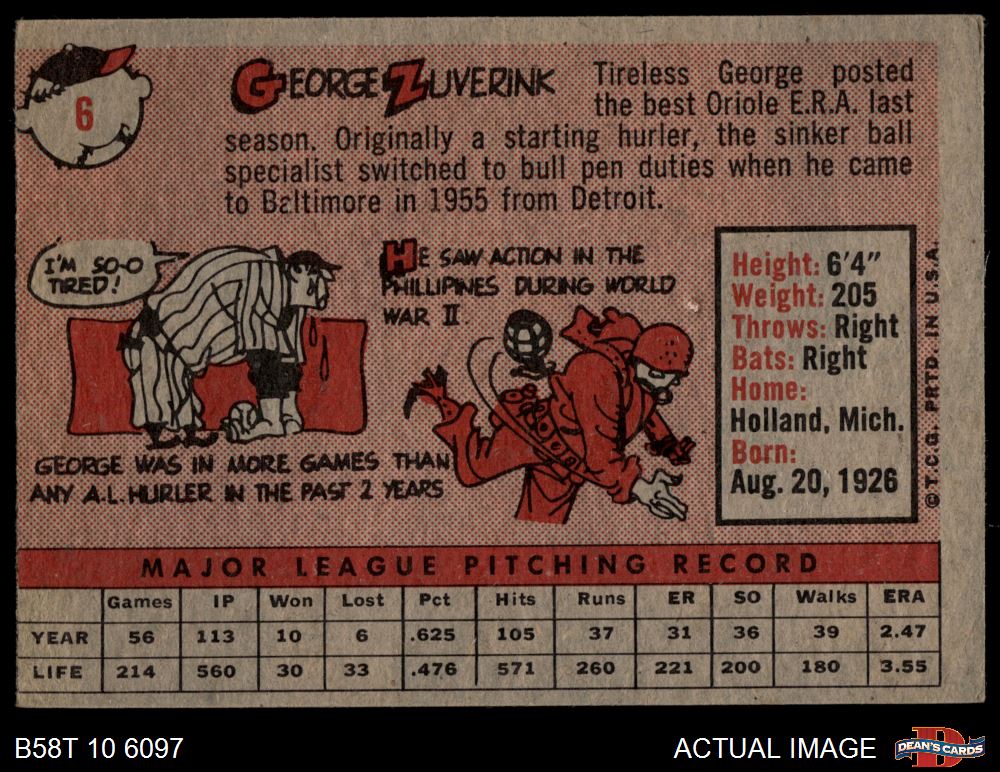 6
GEORGE ZUVERINK
Tireless George posted
the best Oriole E.R.A. last
season. Originally a starting hurler, the sinker ball
specialist switched to bull pen duties when he came
to Baltimore in 1955 from Detroit.
I'M SO-O
TIRED!
GEORGE WAS IN MORE GAMES THAN
ANY A.L. HURLER IN THE PAST 2 YEARS
HE SAW ACTION IN THE
PHILLIPINES DURING WORLD
WAR II
Height: 6'4"
Weight: 205
Throws: Right
Bats: Right
Home:
Holland, Mich.
Born:
Aug. 20, 1926
© T.C.G. PRTD. IN U.S.A.
MAJOR LEAGUE PITCHING RECORD
Games IP Won Lost Pct Hits Runs ER SO Walks ERA
YEAR 56 113 10 6 .625 105 37 31 36 39 2.47
LIFE 214 560 30 33 .476 571 260 221 200 180 3.55
B58T 10 6097
ACTUAL IMAGE
DEAN'S CARDS